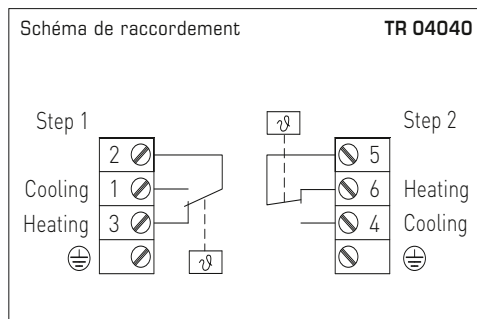 Schéma de raccordement TR 04040
Step 1
Step 2
ϑ
2
5
Cooling 1
6 Heating
Heating 3
4 Cooling
ϑ